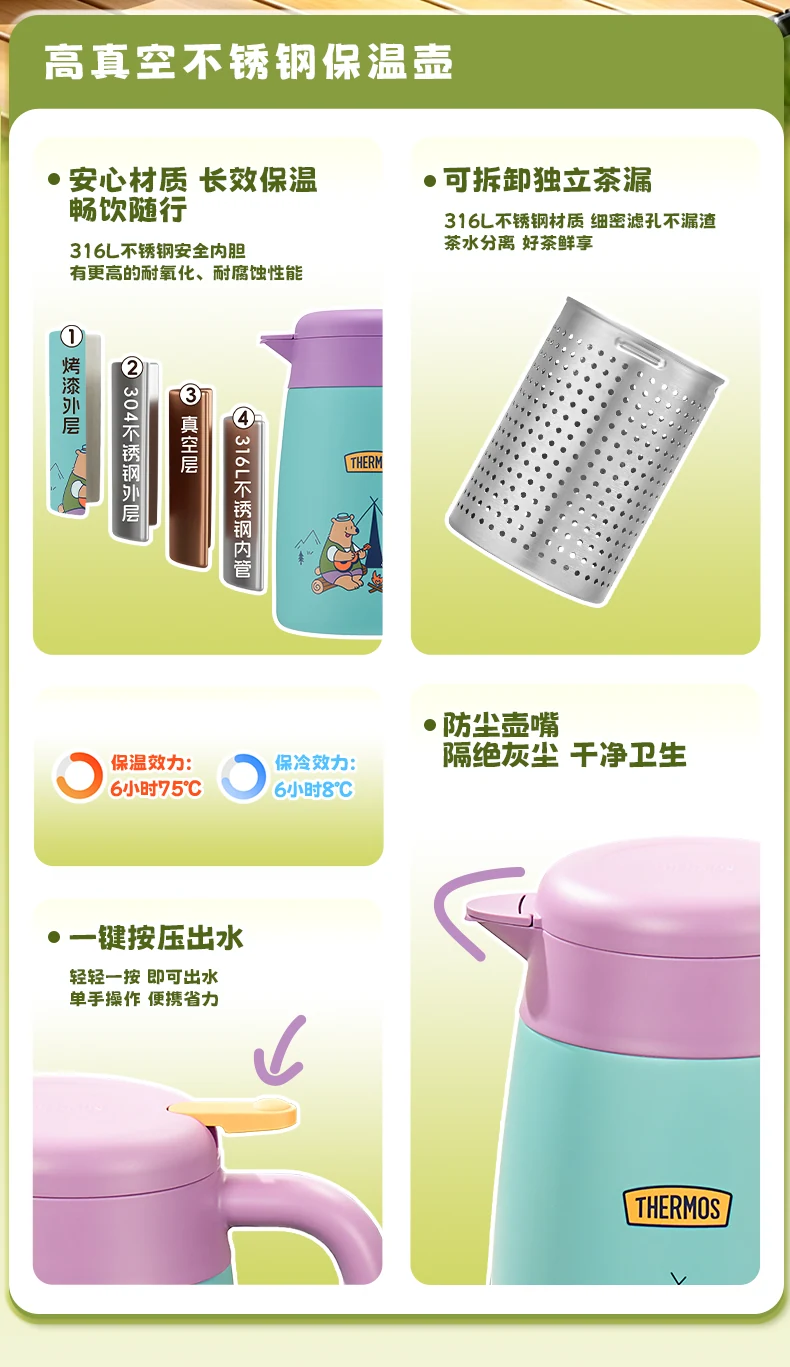 高真空不锈钢保温壶
安心材质 长效保温
畅饮随行
316L不锈钢安全内胆
有更高的耐氧化、耐腐蚀性能
1
烤漆外层
2
304不锈钢外层
3
真空层
4
316L不锈钢内管
THERM
可拆卸独立茶漏
316L不锈钢材质 细密滤孔不漏渣
茶水分离 好茶鲜享
保温效力：
6小时75℃
保冷效力：
6小时8℃
防尘壶嘴
隔绝灰尘 干净卫生
THERMOS
一键按压出水
轻轻一按 即可出水
单手操作 便携省力